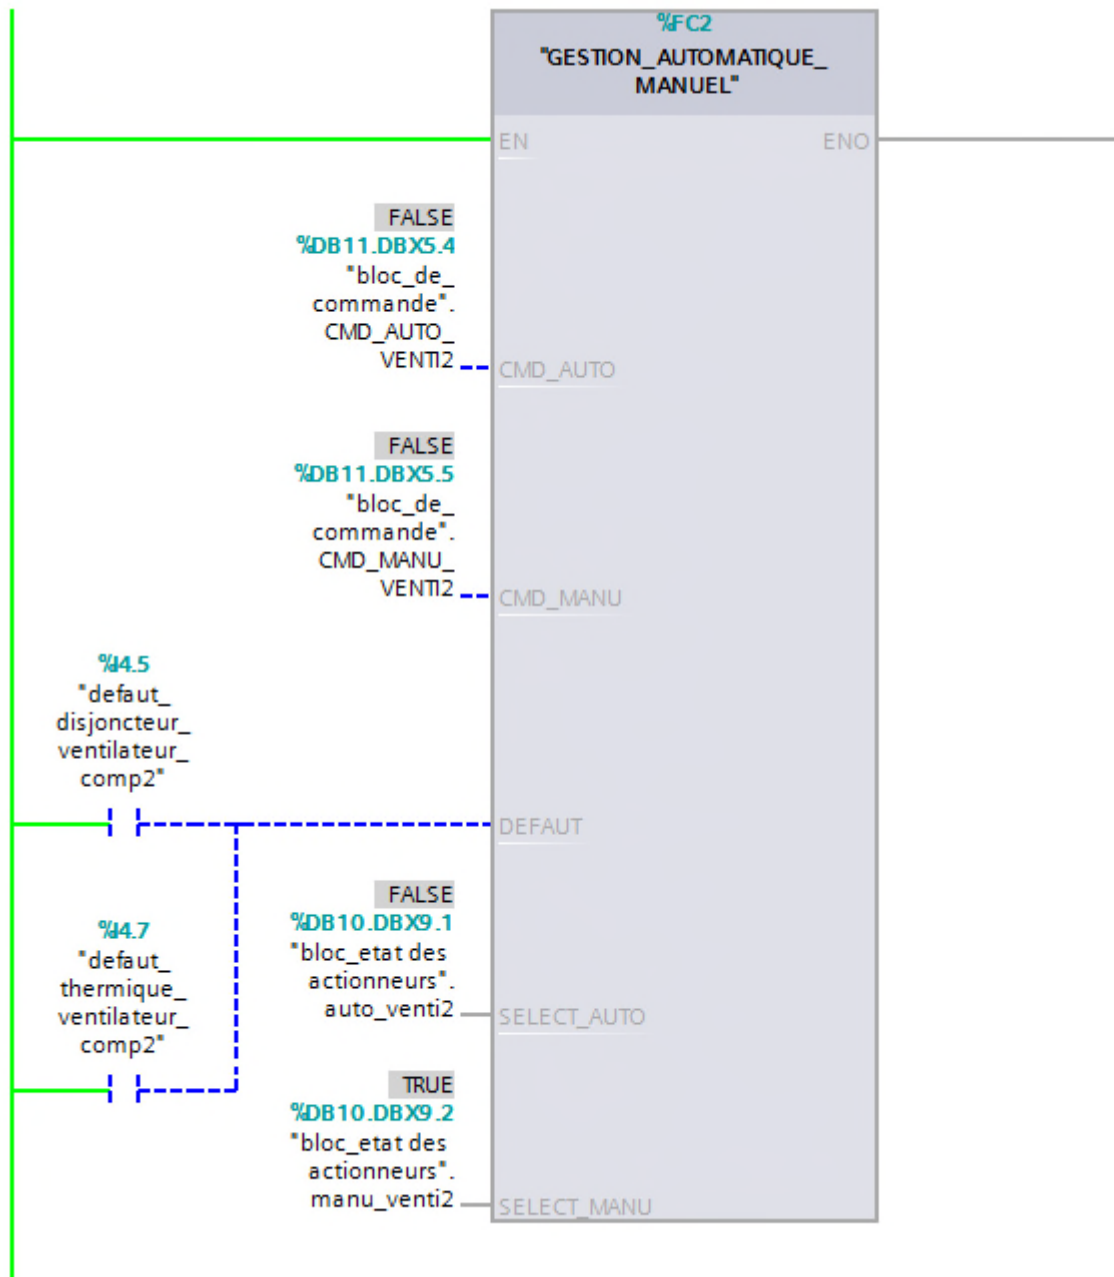 %FC2
"GESTION_AUTOMATIQUE_
MANUEL"
EN
ENO
FALSE
%DB11.DBX5.4
"bloc_de_
commande".
CMD_AUTO_
VENTI2
CMD_AUTO
FALSE
%DB11.DBX5.5
"bloc_de_
commande".
CMD_MANU_
VENTI2
CMD_MANU
%I4.5
"defaut_
disjoncteur_
ventilateur_
comp2"
DEFAUT
FALSE
%DB10.DBX9.1
"bloc_etat des
actionneurs".
auto_venti2
SELECT_AUTO
%I4.7
"defaut_
thermique_
ventilateur_
comp2"
TRUE
%DB10.DBX9.2
"bloc_etat des
actionneurs".
manu_venti2
SELECT_MANU